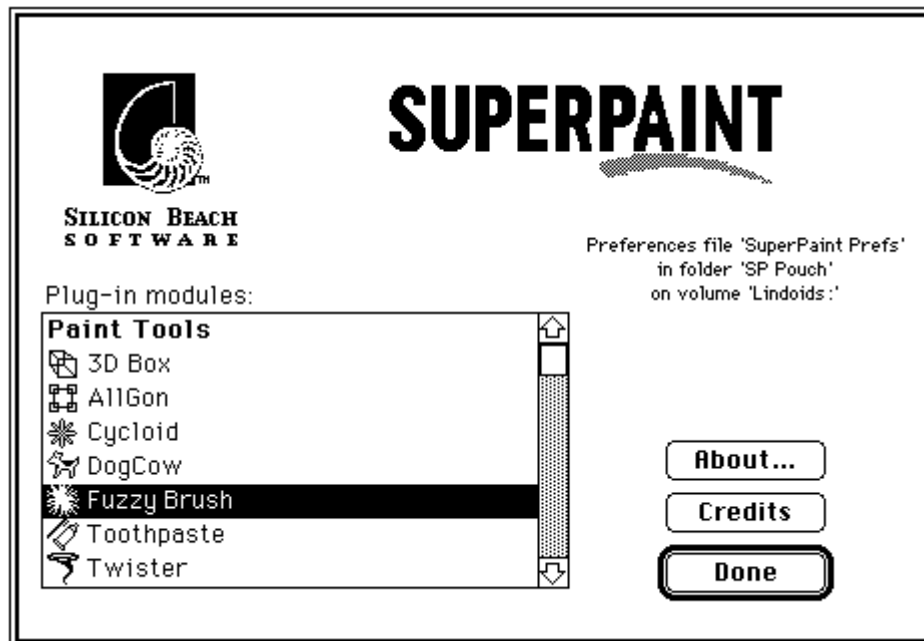 SUPERPAINT
TM
SILICON BEACH
SOFTWARE
Preferences file 'SuperPaint Prefs'
in folder 'SP Pouch'
on volume 'Lindoids:'
Plug-in modules:
Paint Tools
3D Box
AllGon
Cycloid
DogCow
Fuzzy Brush
Toothpaste
Twister
About...
Credits
Done